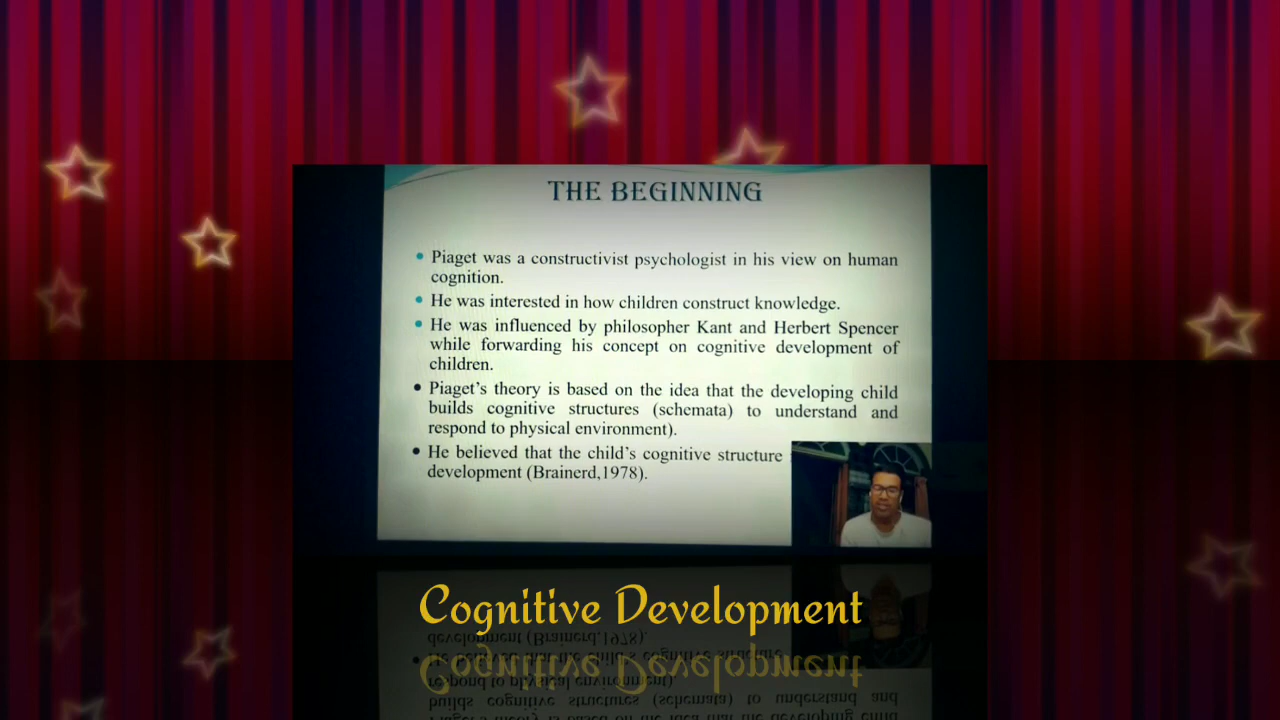 THE BEGINNING
• Piaget was a constructivist psychologist in his view on human
cognition.
• He was interested in how children construct knowledge.
• He was influenced by philosopher Kant and Herbert Spencer
while forwarding his concept on cognitive development of
children.
• Piaget's theory is based on the idea that the developing child
builds cognitive structures (schemata) to understand and
respond to physical environment).
• He believed that the child's cognitive structure
development (Brainerd,1978).
Cognitive Development